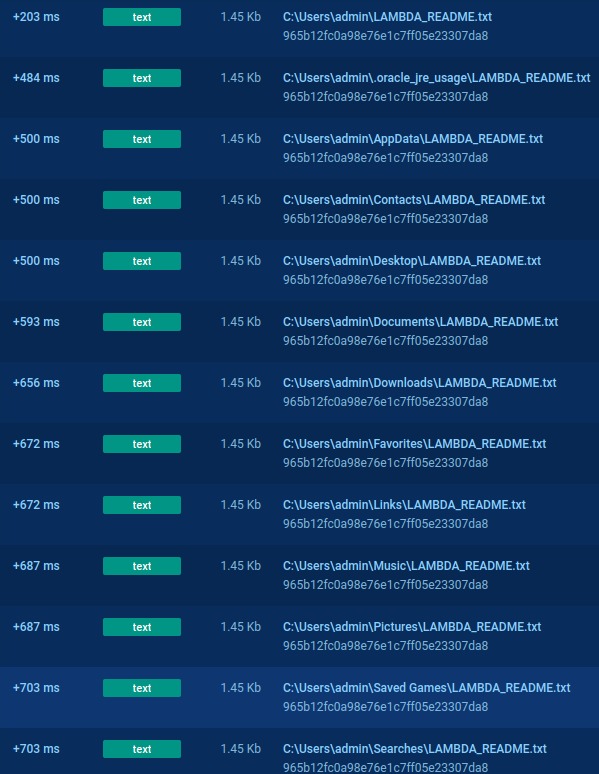 +203 ms text 1.45 Kb C:\Users\admin\LAMBDA_README.txt
965b12fc0a98e76e1c7ff05e23307da8
+484 ms text 1.45 Kb C:\Users\admin\.oracle_jre_usage\LAMBDA_README.txt
965b12fc0a98e76e1c7ff05e23307da8
+500 ms text 1.45 Kb C:\Users\admin\AppData\LAMBDA_README.txt
965b12fc0a98e76e1c7ff05e23307da8
+500 ms text 1.45 Kb C:\Users\admin\Contacts\LAMBDA_README.txt
965b12fc0a98e76e1c7ff05e23307da8
+500 ms text 1.45 Kb C:\Users\admin\Desktop\LAMBDA_README.txt
965b12fc0a98e76e1c7ff05e23307da8
+593 ms text 1.45 Kb C:\Users\admin\Documents\LAMBDA_README.txt
965b12fc0a98e76e1c7ff05e23307da8
+656 ms text 1.45 Kb C:\Users\admin\Downloads\LAMBDA_README.txt
965b12fc0a98e76e1c7ff05e23307da8
+672 ms text 1.45 Kb C:\Users\admin\Favorites\LAMBDA_README.txt
965b12fc0a98e76e1c7ff05e23307da8
+672 ms text 1.45 Kb C:\Users\admin\Links\LAMBDA_README.txt
965b12fc0a98e76e1c7ff05e23307da8
+687 ms text 1.45 Kb C:\Users\admin\Music\LAMBDA_README.txt
965b12fc0a98e76e1c7ff05e23307da8
+687 ms text 1.45 Kb C:\Users\admin\Pictures\LAMBDA_README.txt
965b12fc0a98e76e1c7ff05e23307da8
+703 ms text 1.45 Kb C:\Users\admin\Saved Games\LAMBDA_README.txt
965b12fc0a98e76e1c7ff05e23307da8
+703 ms text 1.45 Kb C:\Users\admin\Searches\LAMBDA_README.txt
965b12fc0a98e76e1c7ff05e23307da8